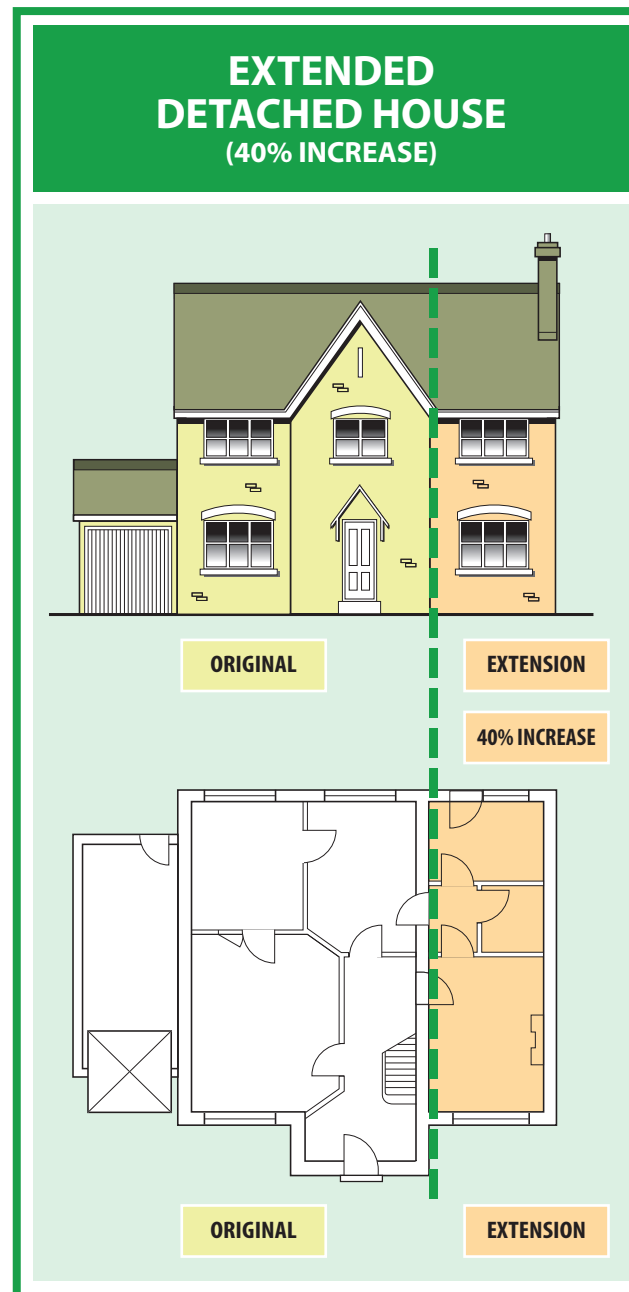 EXTENDED
DETACHED HOUSE
(40% INCREASE)
ORIGINAL
EXTENSION
40% INCREASE
ORIGINAL
EXTENSION